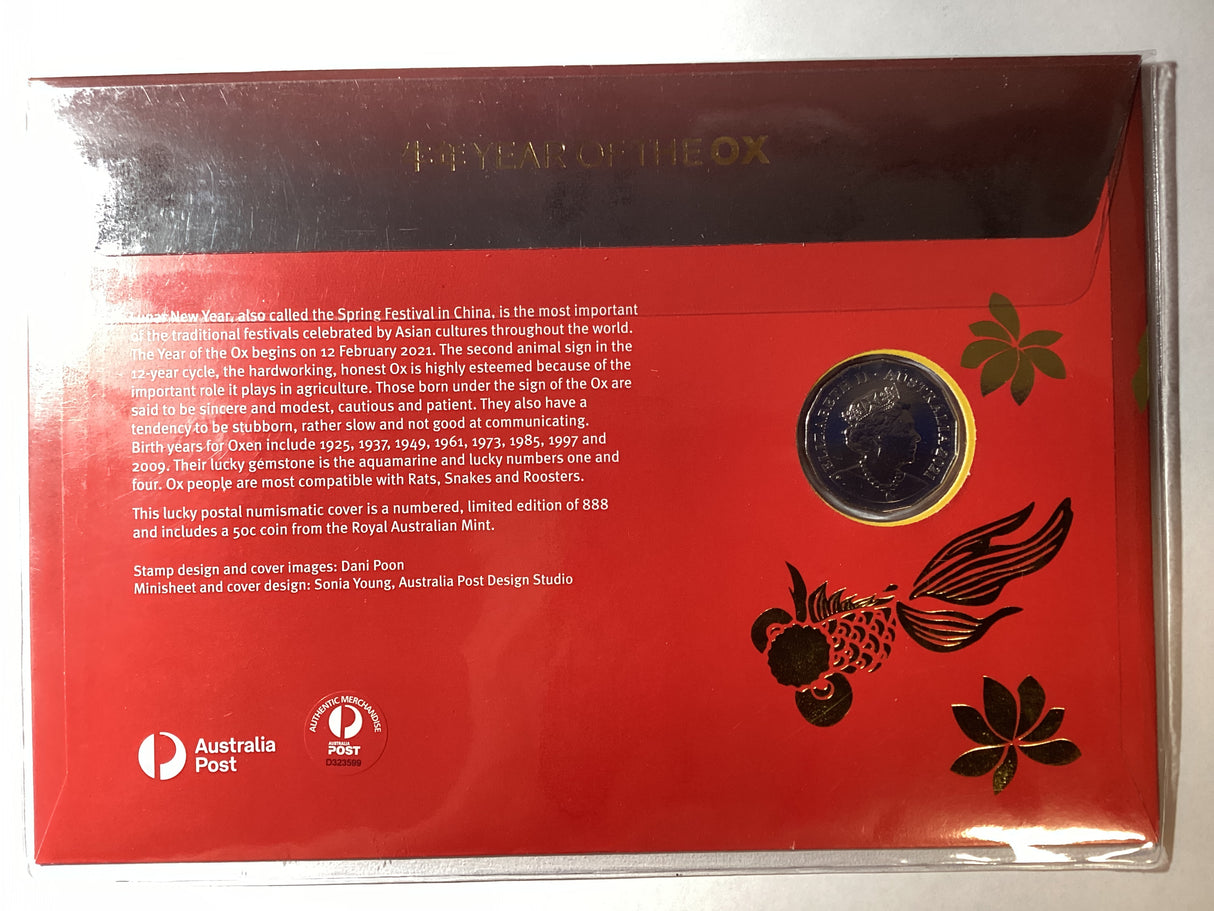 牛年 YEAR OF THE OX
Lunar New Year, also called the Spring Festival in China, is the most important
of the traditional festivals celebrated by Asian cultures throughout the world.
The Year of the Ox begins on 12 February 2021. The second animal sign in the
12-year cycle, the hardworking, honest Ox is highly esteemed because of the
important role it plays in agriculture. Those born under the sign of the Ox are
said to be sincere and modest, cautious and patient. They also have a
tendency to be stubborn, rather slow and not good at communicating.
Birth years for Oxen include 1925, 1937, 1949, 1961, 1973, 1985, 1997 and
2009. Their lucky gemstone is the aquamarine and lucky numbers one and
four. Ox people are most compatible with Rats, Snakes and Roosters.
This lucky postal numismatic cover is a numbered, limited edition of 888
and includes a 50c coin from the Royal Australian Mint.
Stamp design and cover images: Dani Poon
Minisheet and cover design: Sonia Young, Australia Post Design Studio
ELIZABETH II · AUSTRALIA 2021
Australia
Post
AUTHENTIC MERCHANDISE
AUSTRALIA
POST
D323599